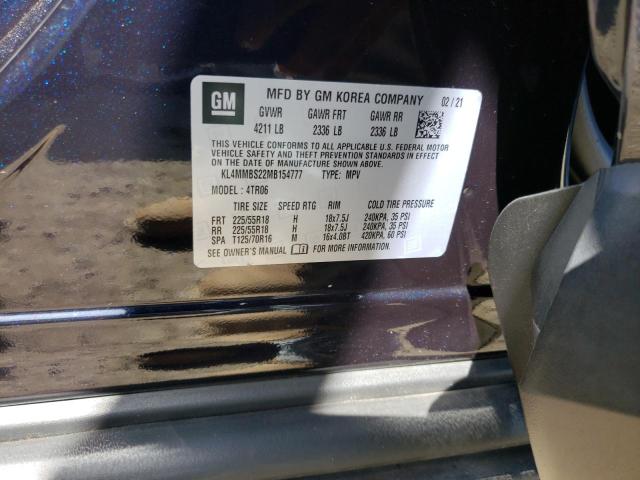 GM
MFD BY GM KOREA COMPANY 02 / 21
GVWR GAWR FRT GAWR RR
4211 LB 2336 LB 2336 LB
THIS VEHICLE CONFORMS TO ALL APPLICABLE U.S. FEDERAL MOTOR
VEHICLE SAFETY AND THEFT PREVENTION STANDARDS IN EFFECT
ON THE DATE OF MANUFACTURE SHOWN ABOVE.
KL4MMBS22MB154777 TYPE: MPV
MODEL: 4TR06
TIRE SIZE SPEED RTG RIM COLD TIRE PRESSURE
FRT 225/55R18 H 18x7.5J 240KPA, 35 PSI
RR 225/55R18 H 18x7.5J 240KPA, 35 PSI
SPA T125/70R16 M 16x4.0BT 420KPA, 60 PSI
SEE OWNER'S MANUAL FOR MORE INFORMATION.